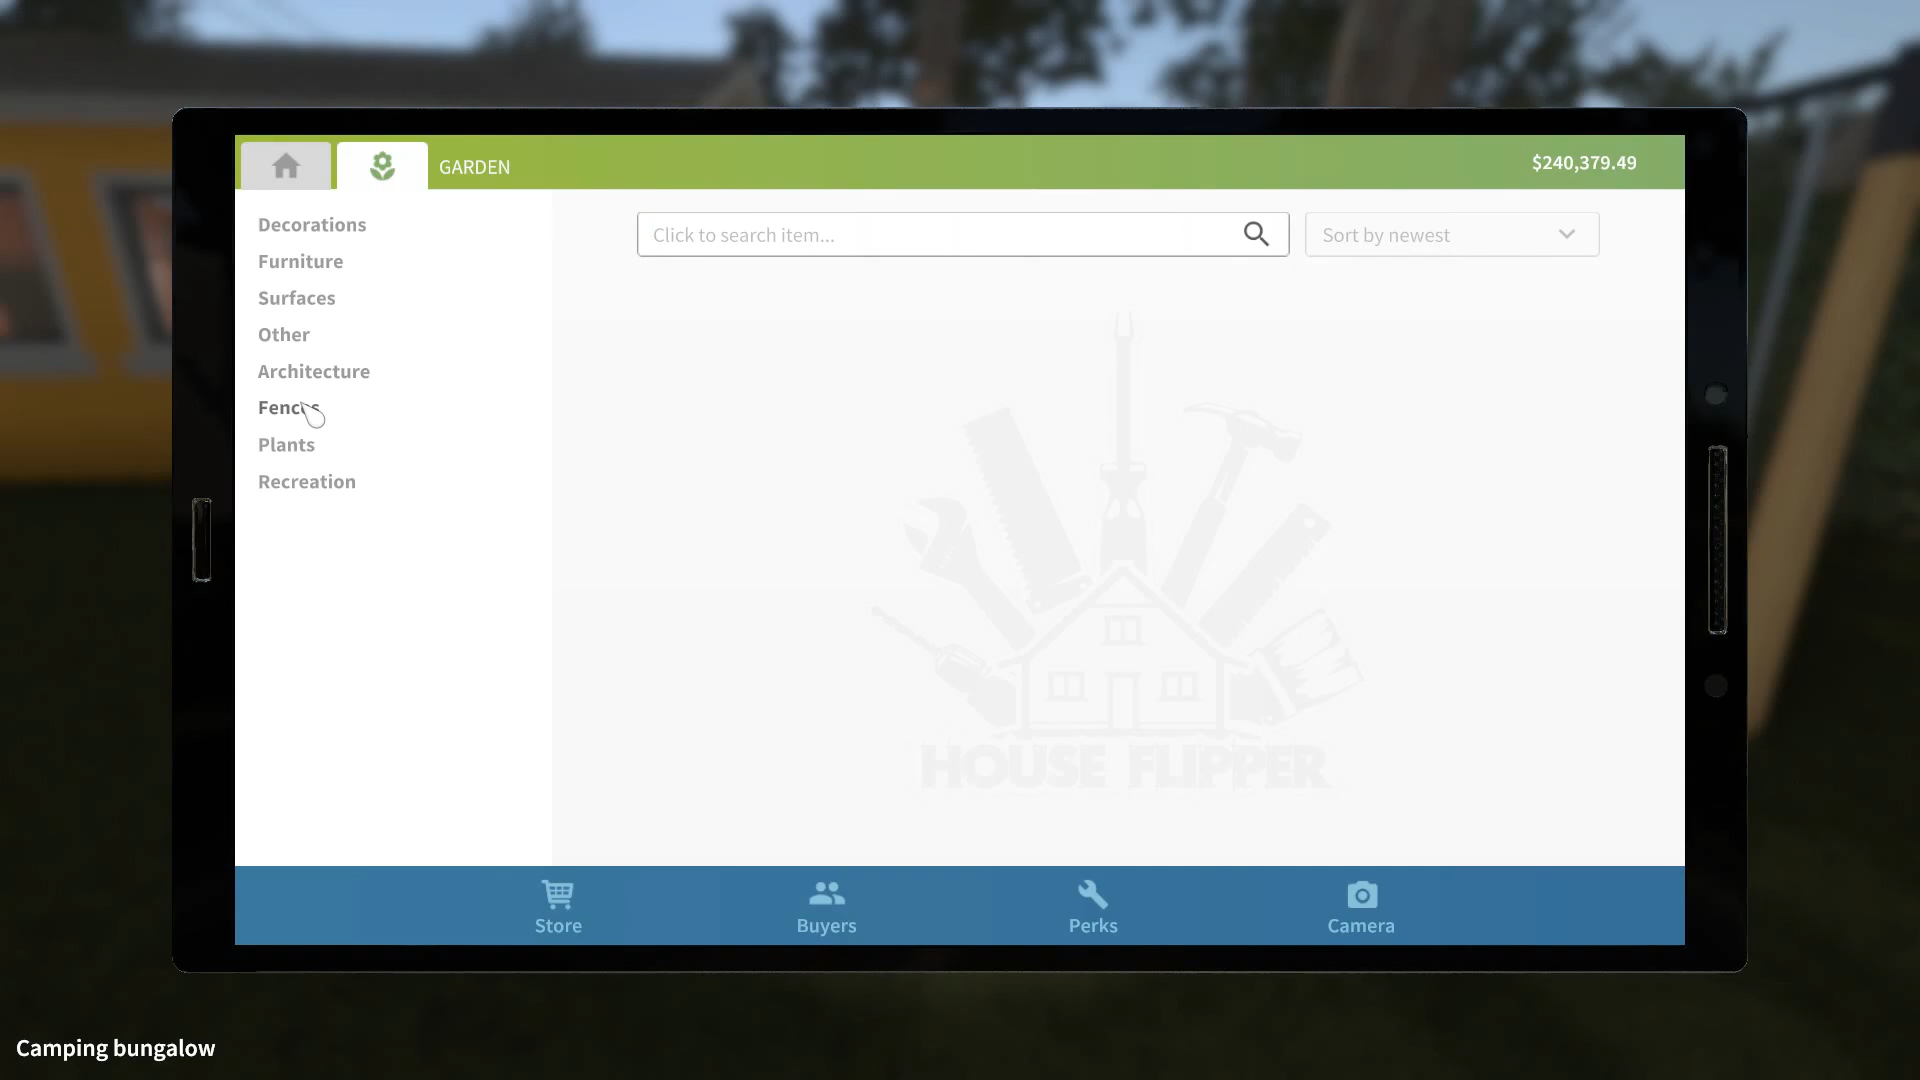 GARDEN
$240,379.49
Decorations
Furniture
Surfaces
Other
Architecture
Fences
Plants
Recreation
Click to search item...
Sort by newest
HOUSE FLIPPER
Store
Buyers
Perks
Camera
Camping bungalow